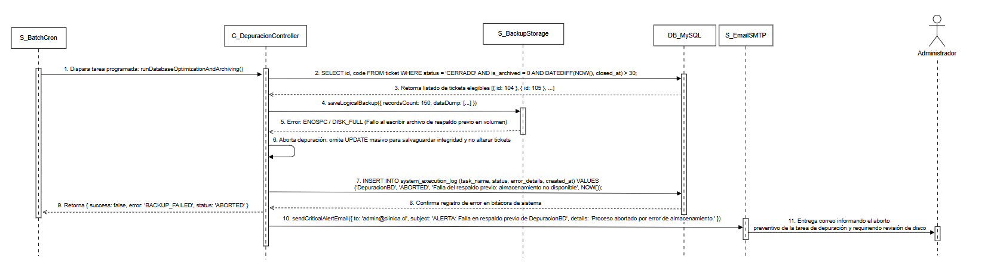 S_BatchCron
C_DepuracionController
S_BackupStorage
DB_MySQL
S_EmailSMTP
Administrador
1. Dispara tarea programada: runDatabaseOptimizationAndArchiving()
2. SELECT id, code FROM ticket WHERE status = 'CERRADO' AND is_archived = 0 AND DATEDIFF(NOW(), closed_at) > 30;
3. Retorna listado de tickets elegibles [{ id: 104 }, { id: 105 }, ...]
4. saveLogicalBackup({ recordsCount: 150, dataDump: [...] })
5. Error: ENOSPC / DISK_FULL (Fallo al escribir archivo de respaldo previo en volumen)
6. Aborta depuración: omite UPDATE masivo para salvaguardar integridad y no alterar tickets
7. INSERT INTO system_execution_log (task_name, status, error_details, created_at) VALUES
('DepuracionBD', 'ABORTED', 'Falla del respaldo previo: almacenamiento no disponible', NOW());
8. Confirma registro de error en bitácora de sistema
9. Retorna { success: false, error: 'BACKUP_FAILED', status: 'ABORTED' }
10. sendCriticalAlertEmail({ to: 'admin@clinica.cl', subject: 'ALERTA: Falla en respaldo previo de DepuracionBD', details: 'Proceso abortado por error de almacenamiento.' })
11. Entrega correo informando el aborto
preventivo de la tarea de depuración y requiriendo revisión de disco